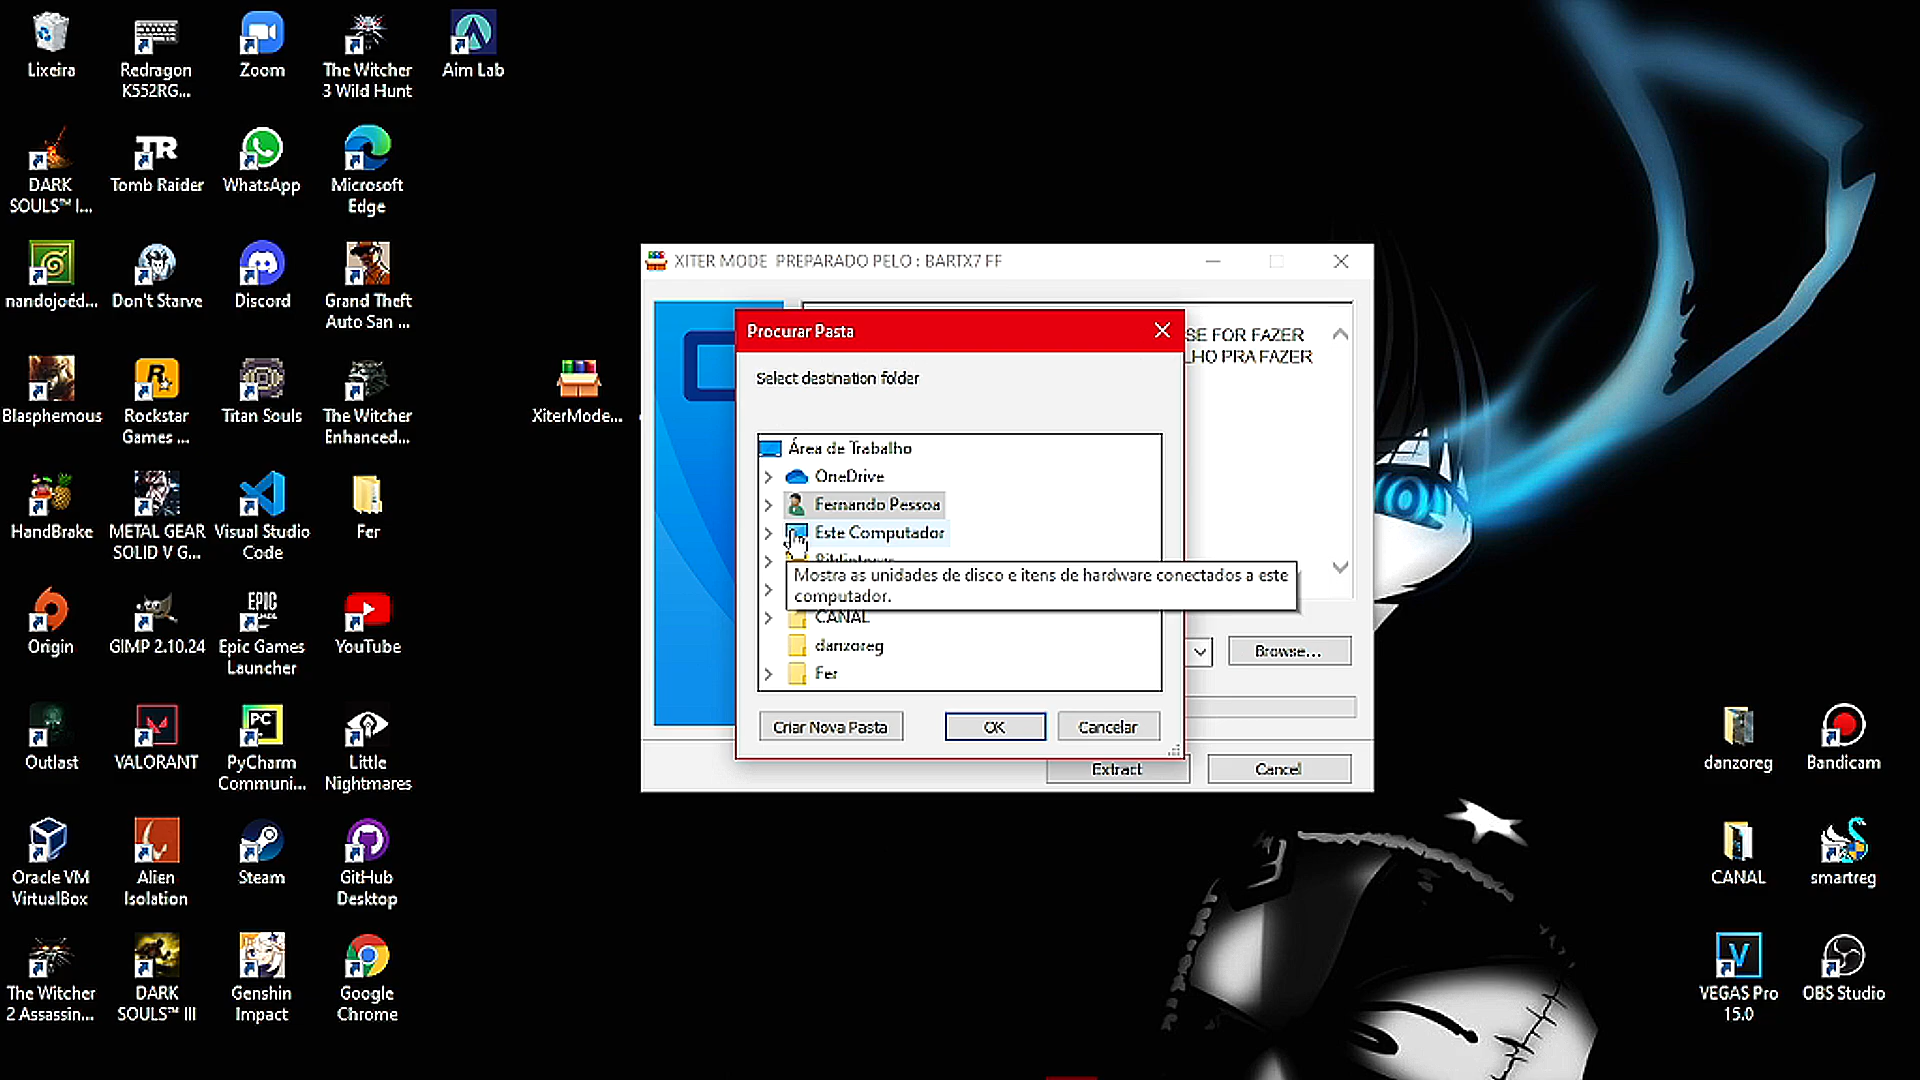 Lixeira
Redragon
K552RG...
Zoom
The Witcher
3 Wild Hunt
Aim Lab
DARK
SOULS™ I...
TR
Tomb Raider
WhatsApp
Microsoft
Edge
nandojoéd...
Don't Starve
Discord
Grand Theft
Auto San ...
Blasphemous
Rockstar
Games ...
Titan Souls
The Witcher
Enhanced...
XiterMode...
HandBrake
METAL GEAR
SOLID V G...
Visual Studio
Code
Fer
Origin
GIMP 2.10.24
EPIC
GAMES
Epic Games
Launcher
YouTube
Outlast
VALORANT
PC
PyCharm
Communi...
Little
Nightmares
Oracle VM
VirtualBox
Alien
Isolation
Steam
GitHub
Desktop
The Witcher
2 Assassin...
DARK
SOULS™ III
Genshin
Impact
Google
Chrome
XITER MODE PREPARADO PELO : BARTX7 FF
SE FOR FAZER
LHO PRA FAZER
Procurar Pasta
Select destination folder
Área de Trabalho
OneDrive
Fernando Pessoa
Este Computador
Mostra as unidades de disco e itens de hardware conectados a este
computador.
CANAL
danzoreg
Fer
Criar Nova Pasta
OK
Cancelar
Browse...
Extract
Cancel
danzoreg
Bandicam
CANAL
smartreg
V
VEGAS Pro
15.0
OBS Studio